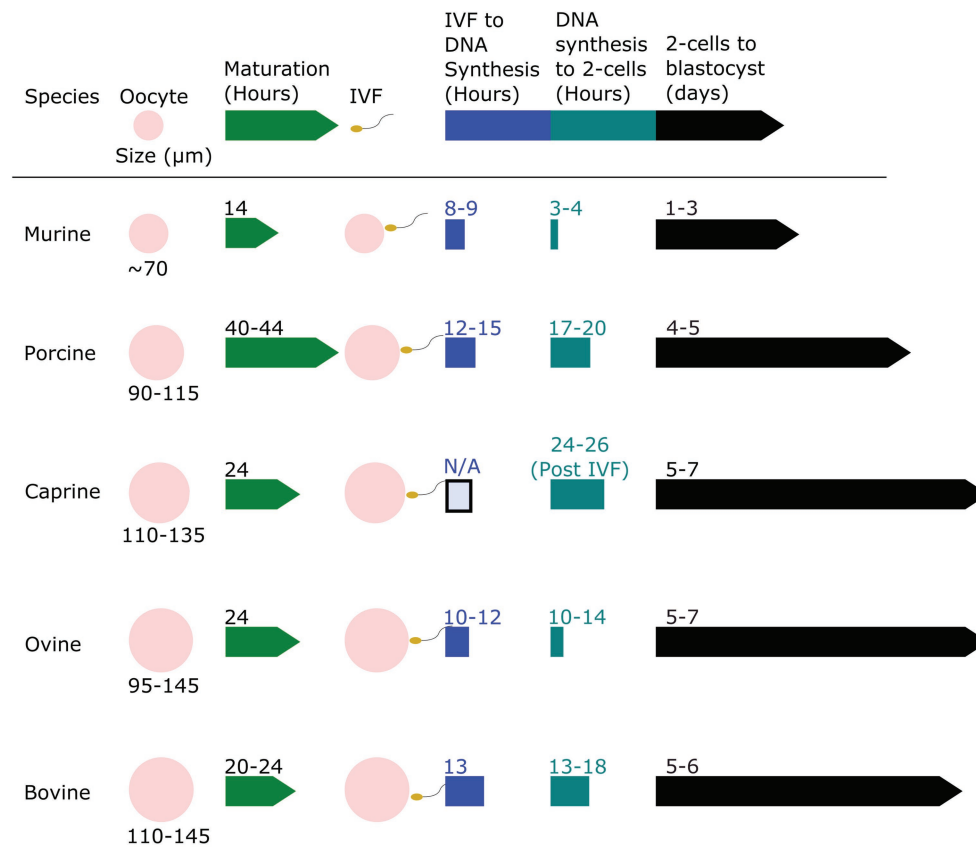 Species
Oocyte
Size (µm)
Maturation
(Hours)
IVF
IVF to
DNA
Synthesis
(Hours)
DNA
synthesis
to 2-cells
(Hours)
2-cells to
blastocyst
(days)
Murine
~70
14
8-9
3-4
1-3
Porcine
90-115
40-44
12-15
17-20
4-5
Caprine
110-135
24
N/A
24-26
(Post IVF)
5-7
Ovine
95-145
24
10-12
10-14
5-7
Bovine
110-145
20-24
13
13-18
5-6